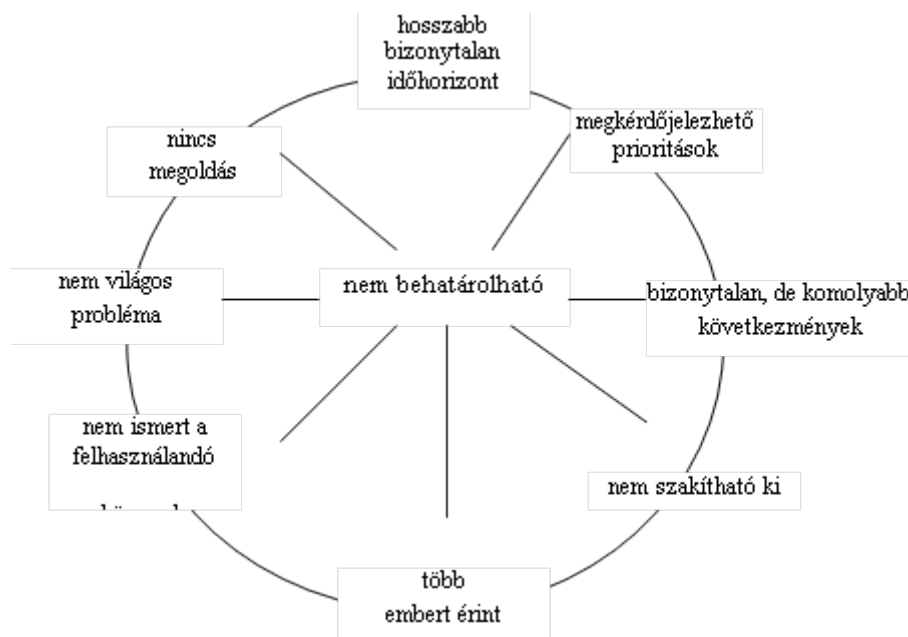 hosszabb
bizonytalan
időhorizont
megkérdőjelezhető
prioritások
nincs
megoldás
nem világos
probléma
nem behatárolható
bizonytalan, de komolyabb
következmények
nem ismert a
felhasználandó
nem szakítható ki
több
embert érint